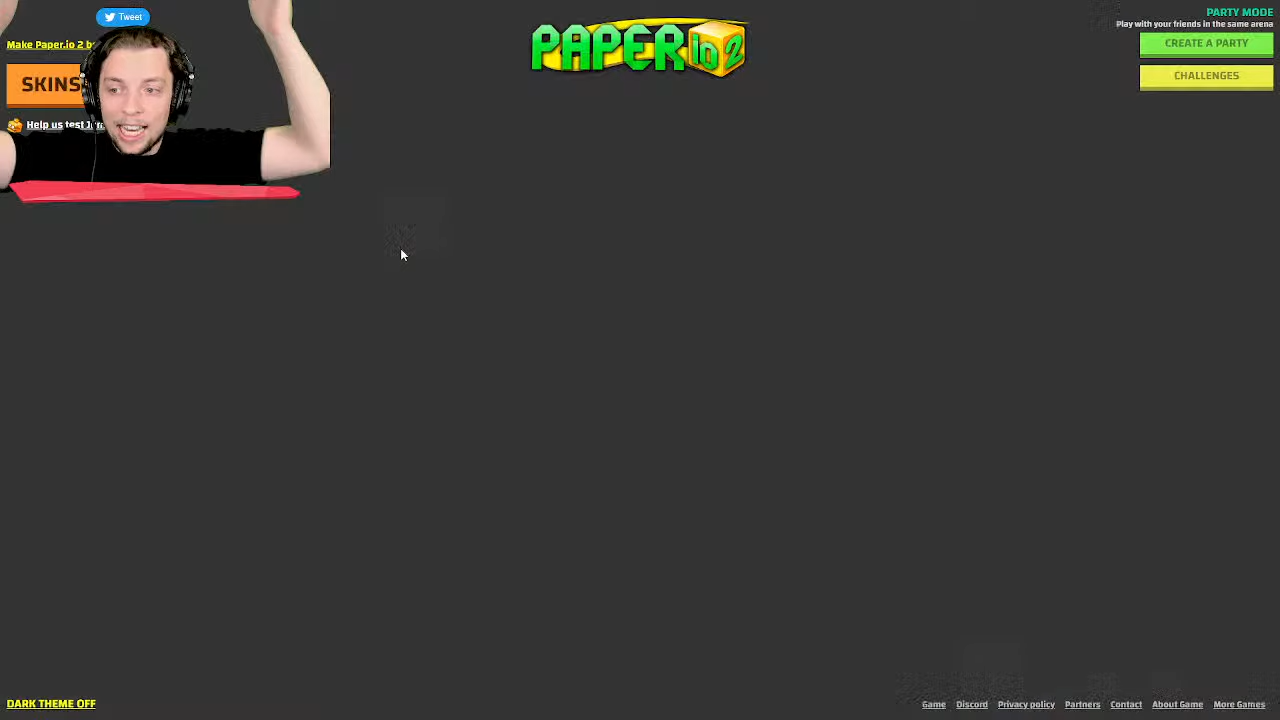 Tweet
Make Paper.io 2
SKINS
Help us test
PAPER io 2
PARTY MODE
Play with your friends in the same arena
CREATE A PARTY
CHALLENGES
DARK THEME OFF
Game Discord Privacy policy Partners Contact About Game More Games